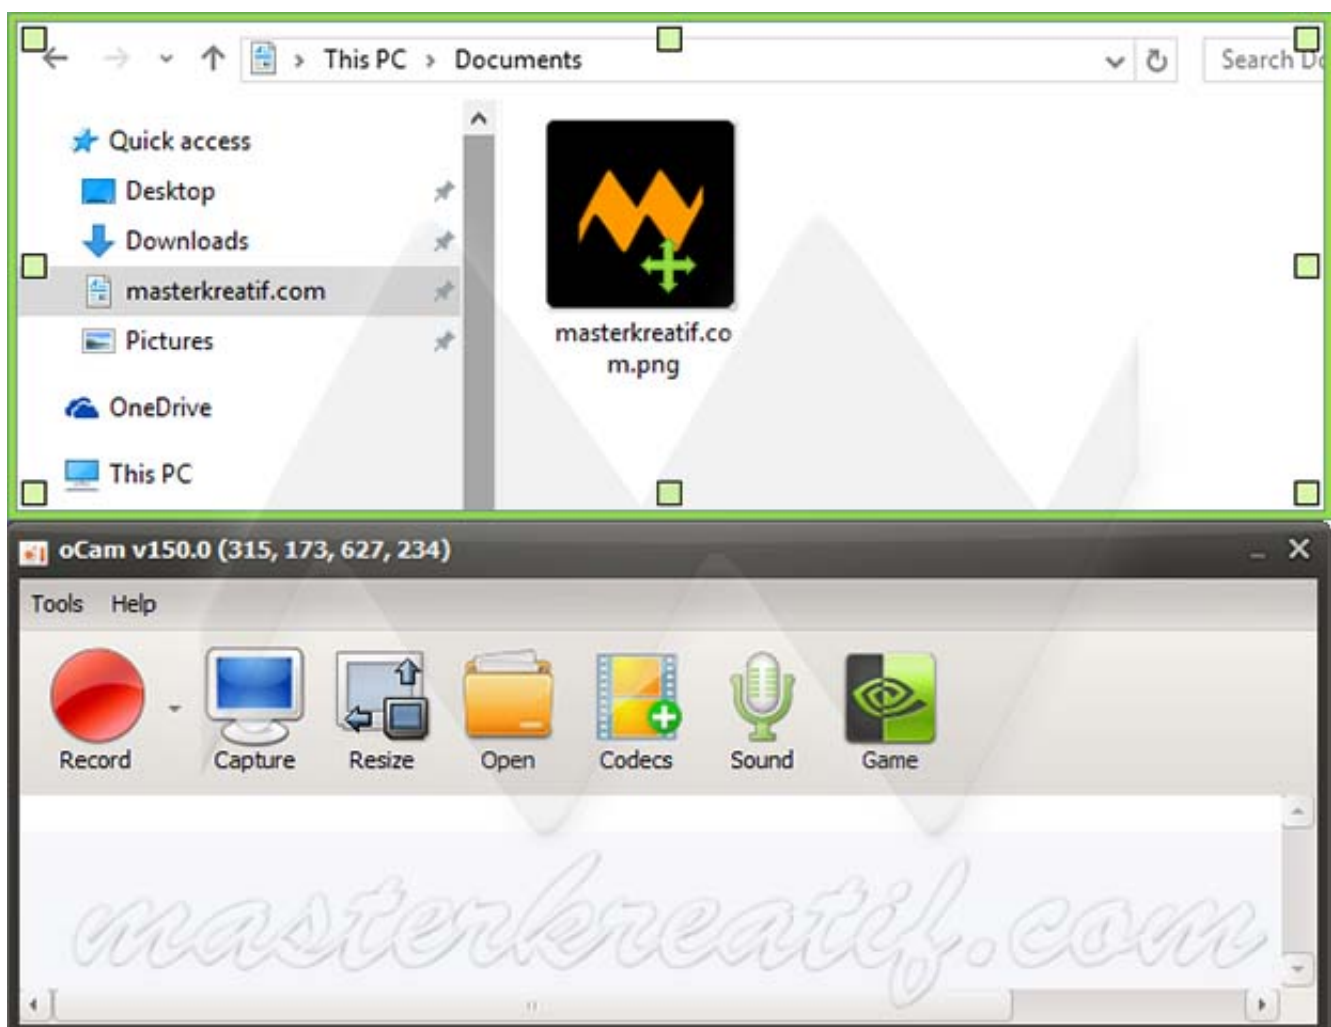 This PC > Documents
Search Do
Quick access
Desktop
Downloads
masterkreatif.com
Pictures
OneDrive
This PC
masterkreatif.co
m.png
oCam v150.0 (315, 173, 627, 234)
Tools Help
Record Capture Resize Open Codecs Sound Game
masterkreatif.com